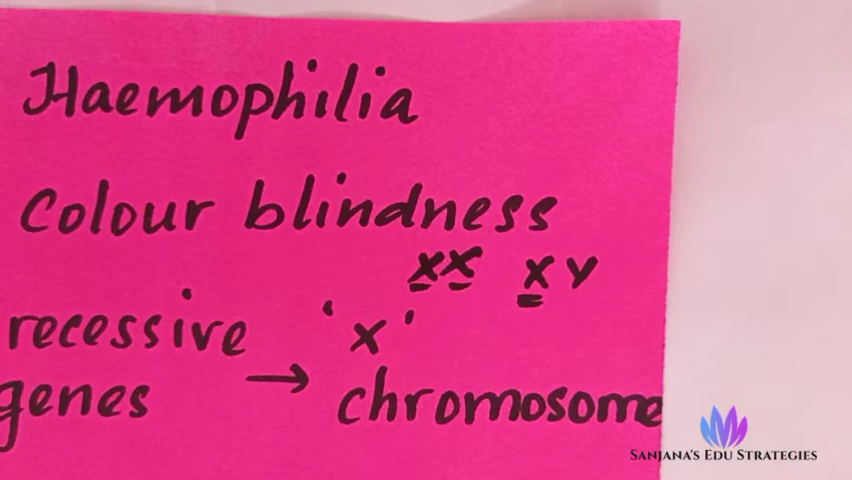 Haemophilia
Colour blindness
XX XY
recessive 'X'
genes → chromosome
SANJANA'S EDU STRATEGIES